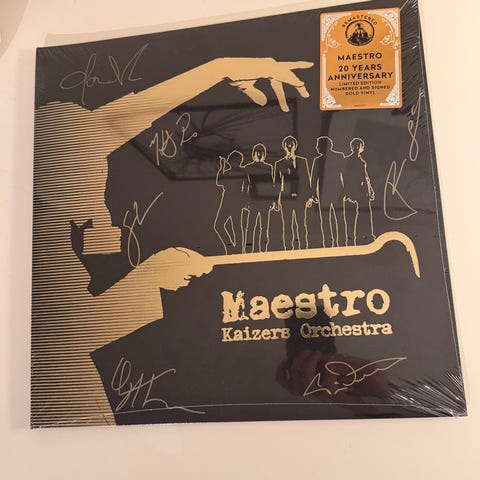 REMASTERED
MAESTRO
20 YEARS
ANNIVERSARY
LIMITED EDITION
NUMBERED AND SIGNED
GOLD VINYL
Maestro
Kaizers Orchestra